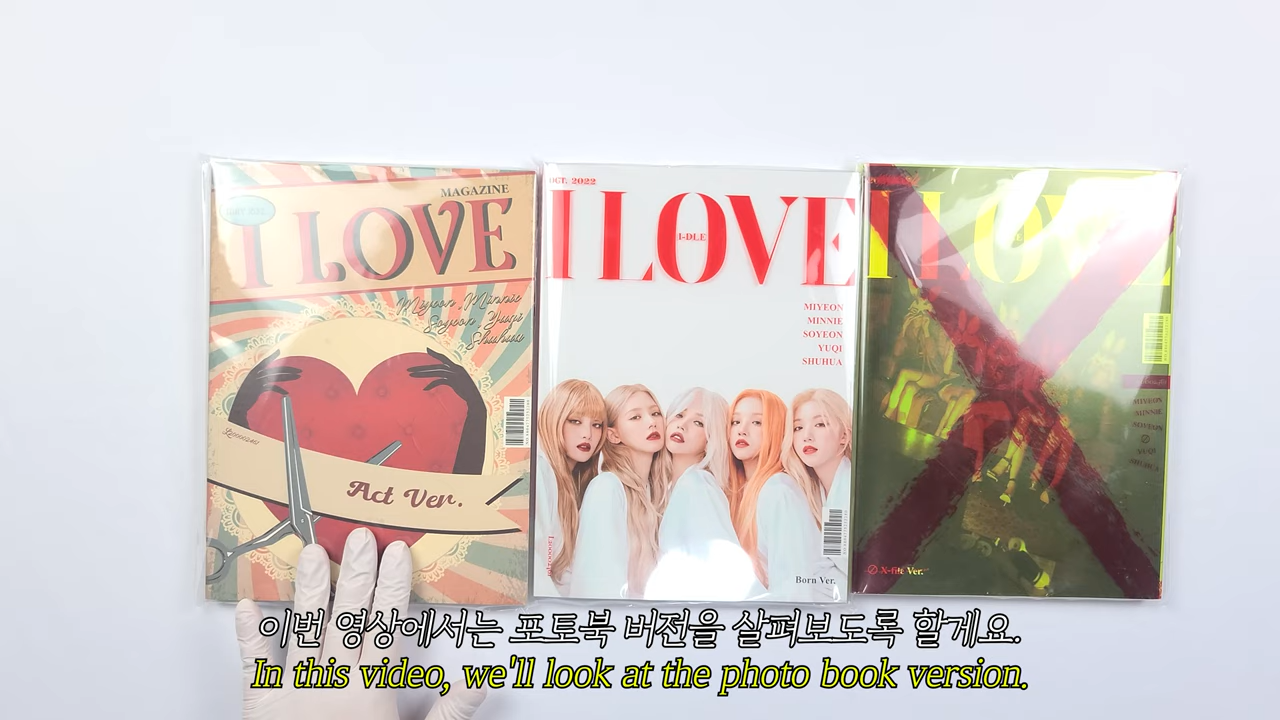 MAGAZINE
I LOVE
Miyeon, Minnie
Soyeon, Yuqi
Shuhua
Act Ver.
OCT. 2022
I LOVE
I-DLE
MIYEON
MINNIE
SOYEON
YUQI
SHUHUA
Born Ver.
I LOVE
MIYEON
MINNIE
YUQI
SHUHUA
X-file Ver.
이번 영상에서는 포토북 버전을 살펴보도록 할게요.
In this video, we'll look at the photo book version.